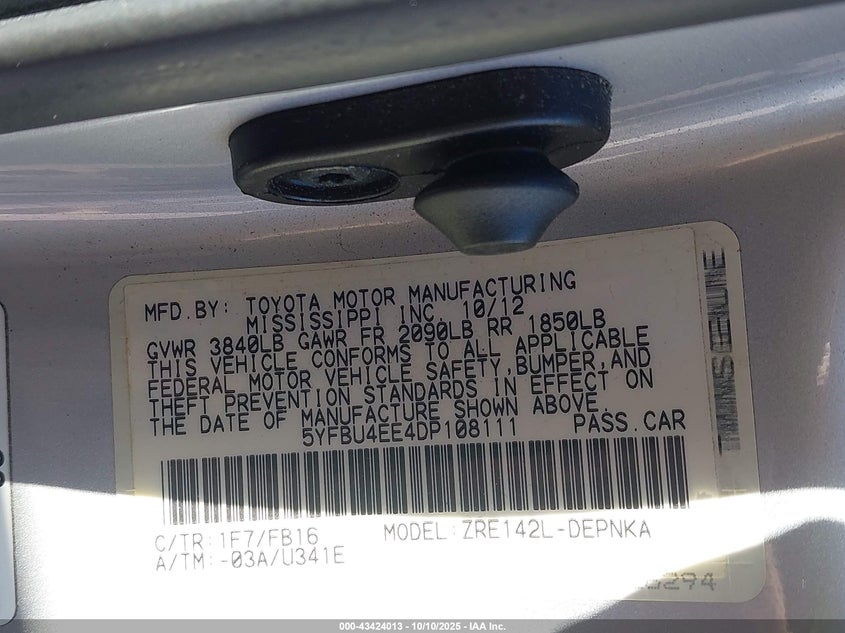 MFD.BY: TOYOTA MOTOR MANUFACTURING
MISSISSIPPI INC. 10/12
GVWR 3840LB GAWR FR 2090LB RR 1850LB
THIS VEHICLE CONFORMS TO ALL APPLICABLE
FEDERAL MOTOR VEHICLE SAFETY,BUMPER,AND
THEFT PREVENTION STANDARDS IN EFFECT ON
THE DATE OF MANUFACTURE SHOWN ABOVE.
5YFBU4EE4DP108111 PASS.CAR
C/TR:1F7/FB16 MODEL:ZRE142L-DEPNKA
A/TM:-03A/U341E
000-43424013 - 10/10/2025 - IAA Inc.